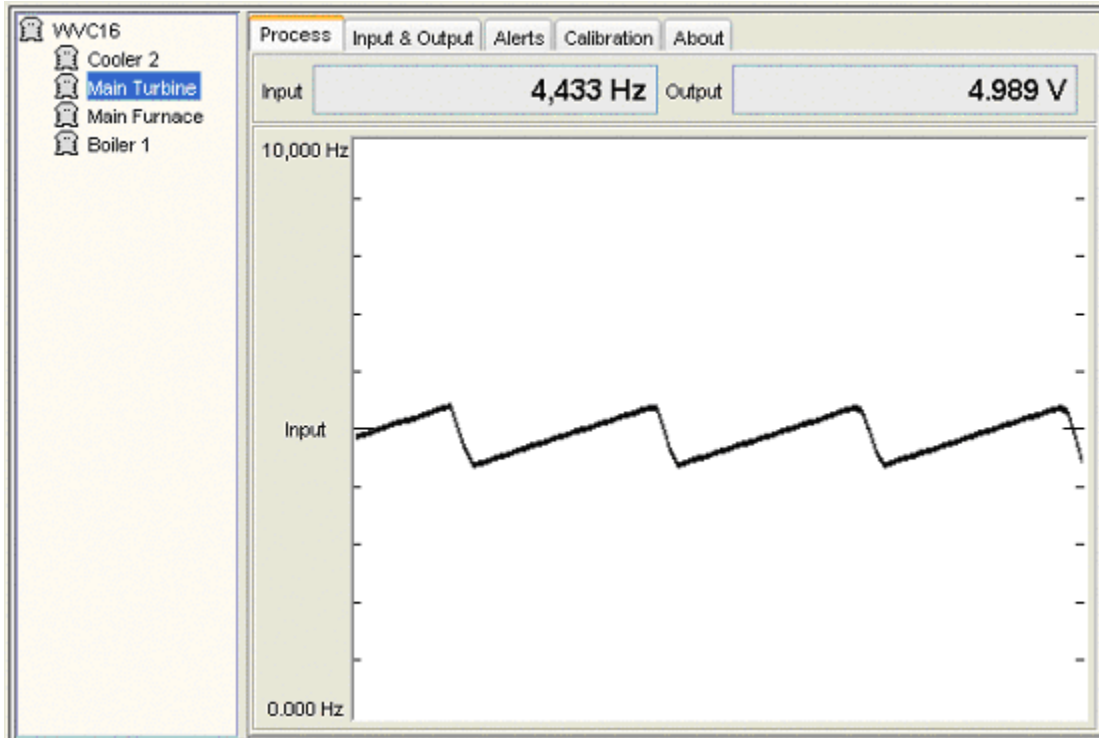 WVC16
Cooler 2
Main Turbine
Main Furnace
Boiler 1
Process Input & Output Alerts Calibration About
Input 4,433 Hz Output 4.989 V
10,000 Hz
Input
0.000 Hz